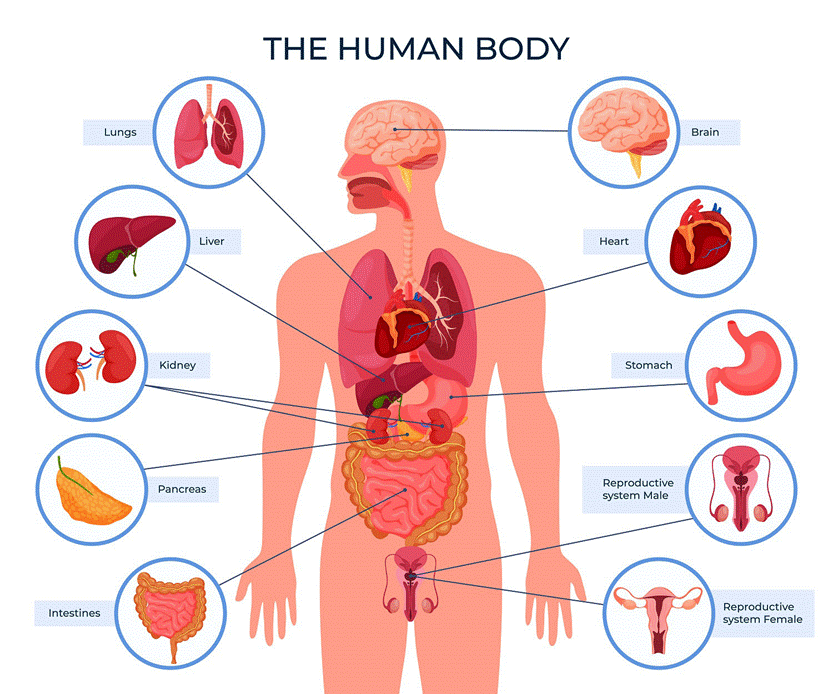 THE HUMAN BODY
Lungs
Brain
Liver
Heart
Kidney
Stomach
Pancreas
Reproductive
system Male
Intestines
Reproductive
system Female